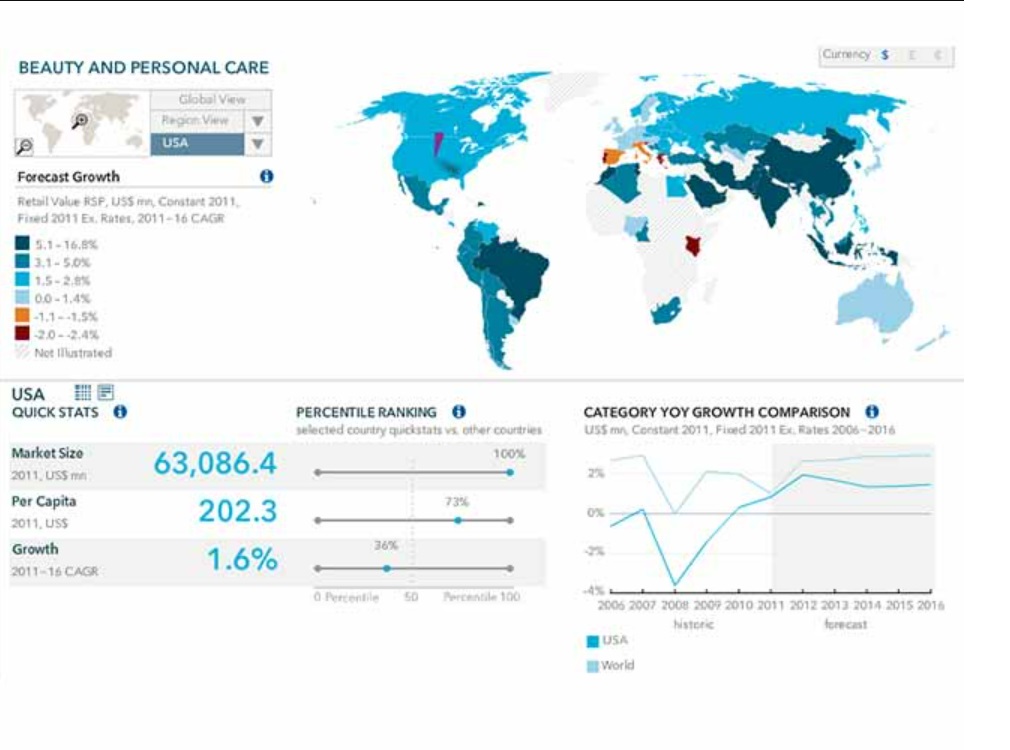 Currency $ £ €
BEAUTY AND PERSONAL CARE
Global View
Region View
USA
Forecast Growth
Retail Value RSP, US$ mn, Constant 2011,
Fixed 2011 Ex. Rates, 2011-16 CAGR
5.1 - 16.8%
3.1 - 5.0%
1.5 - 2.8%
0.0 - 1.4%
-1.1 - -1.5%
-2.0 - -2.4%
Not Illustrated
USA
QUICK STATS
Market Size
2011, US$ mn
63,086.4
Per Capita
2011, US$
202.3
Growth
2011-16 CAGR
1.6%
PERCENTILE RANKING
selected country quickstats vs. other countries
100%
73%
36%
0 Percentile 50 Percentile 100
CATEGORY YOY GROWTH COMPARISON
US$ mn, Constant 2011, Fixed 2011 Ex. Rates 2006-2016
2%
0%
-2%
-4%
2006 2007 2008 2009 2010 2011 2012 2013 2014 2015 2016
historic forecast
USA
World